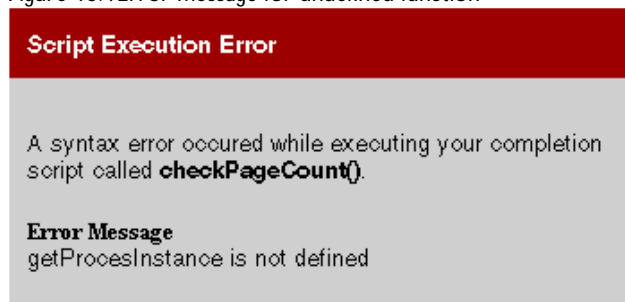 Script Execution Error
A syntax error occured while executing your completion
script called checkPageCount().
Error Message
getProcesInstance is not defined